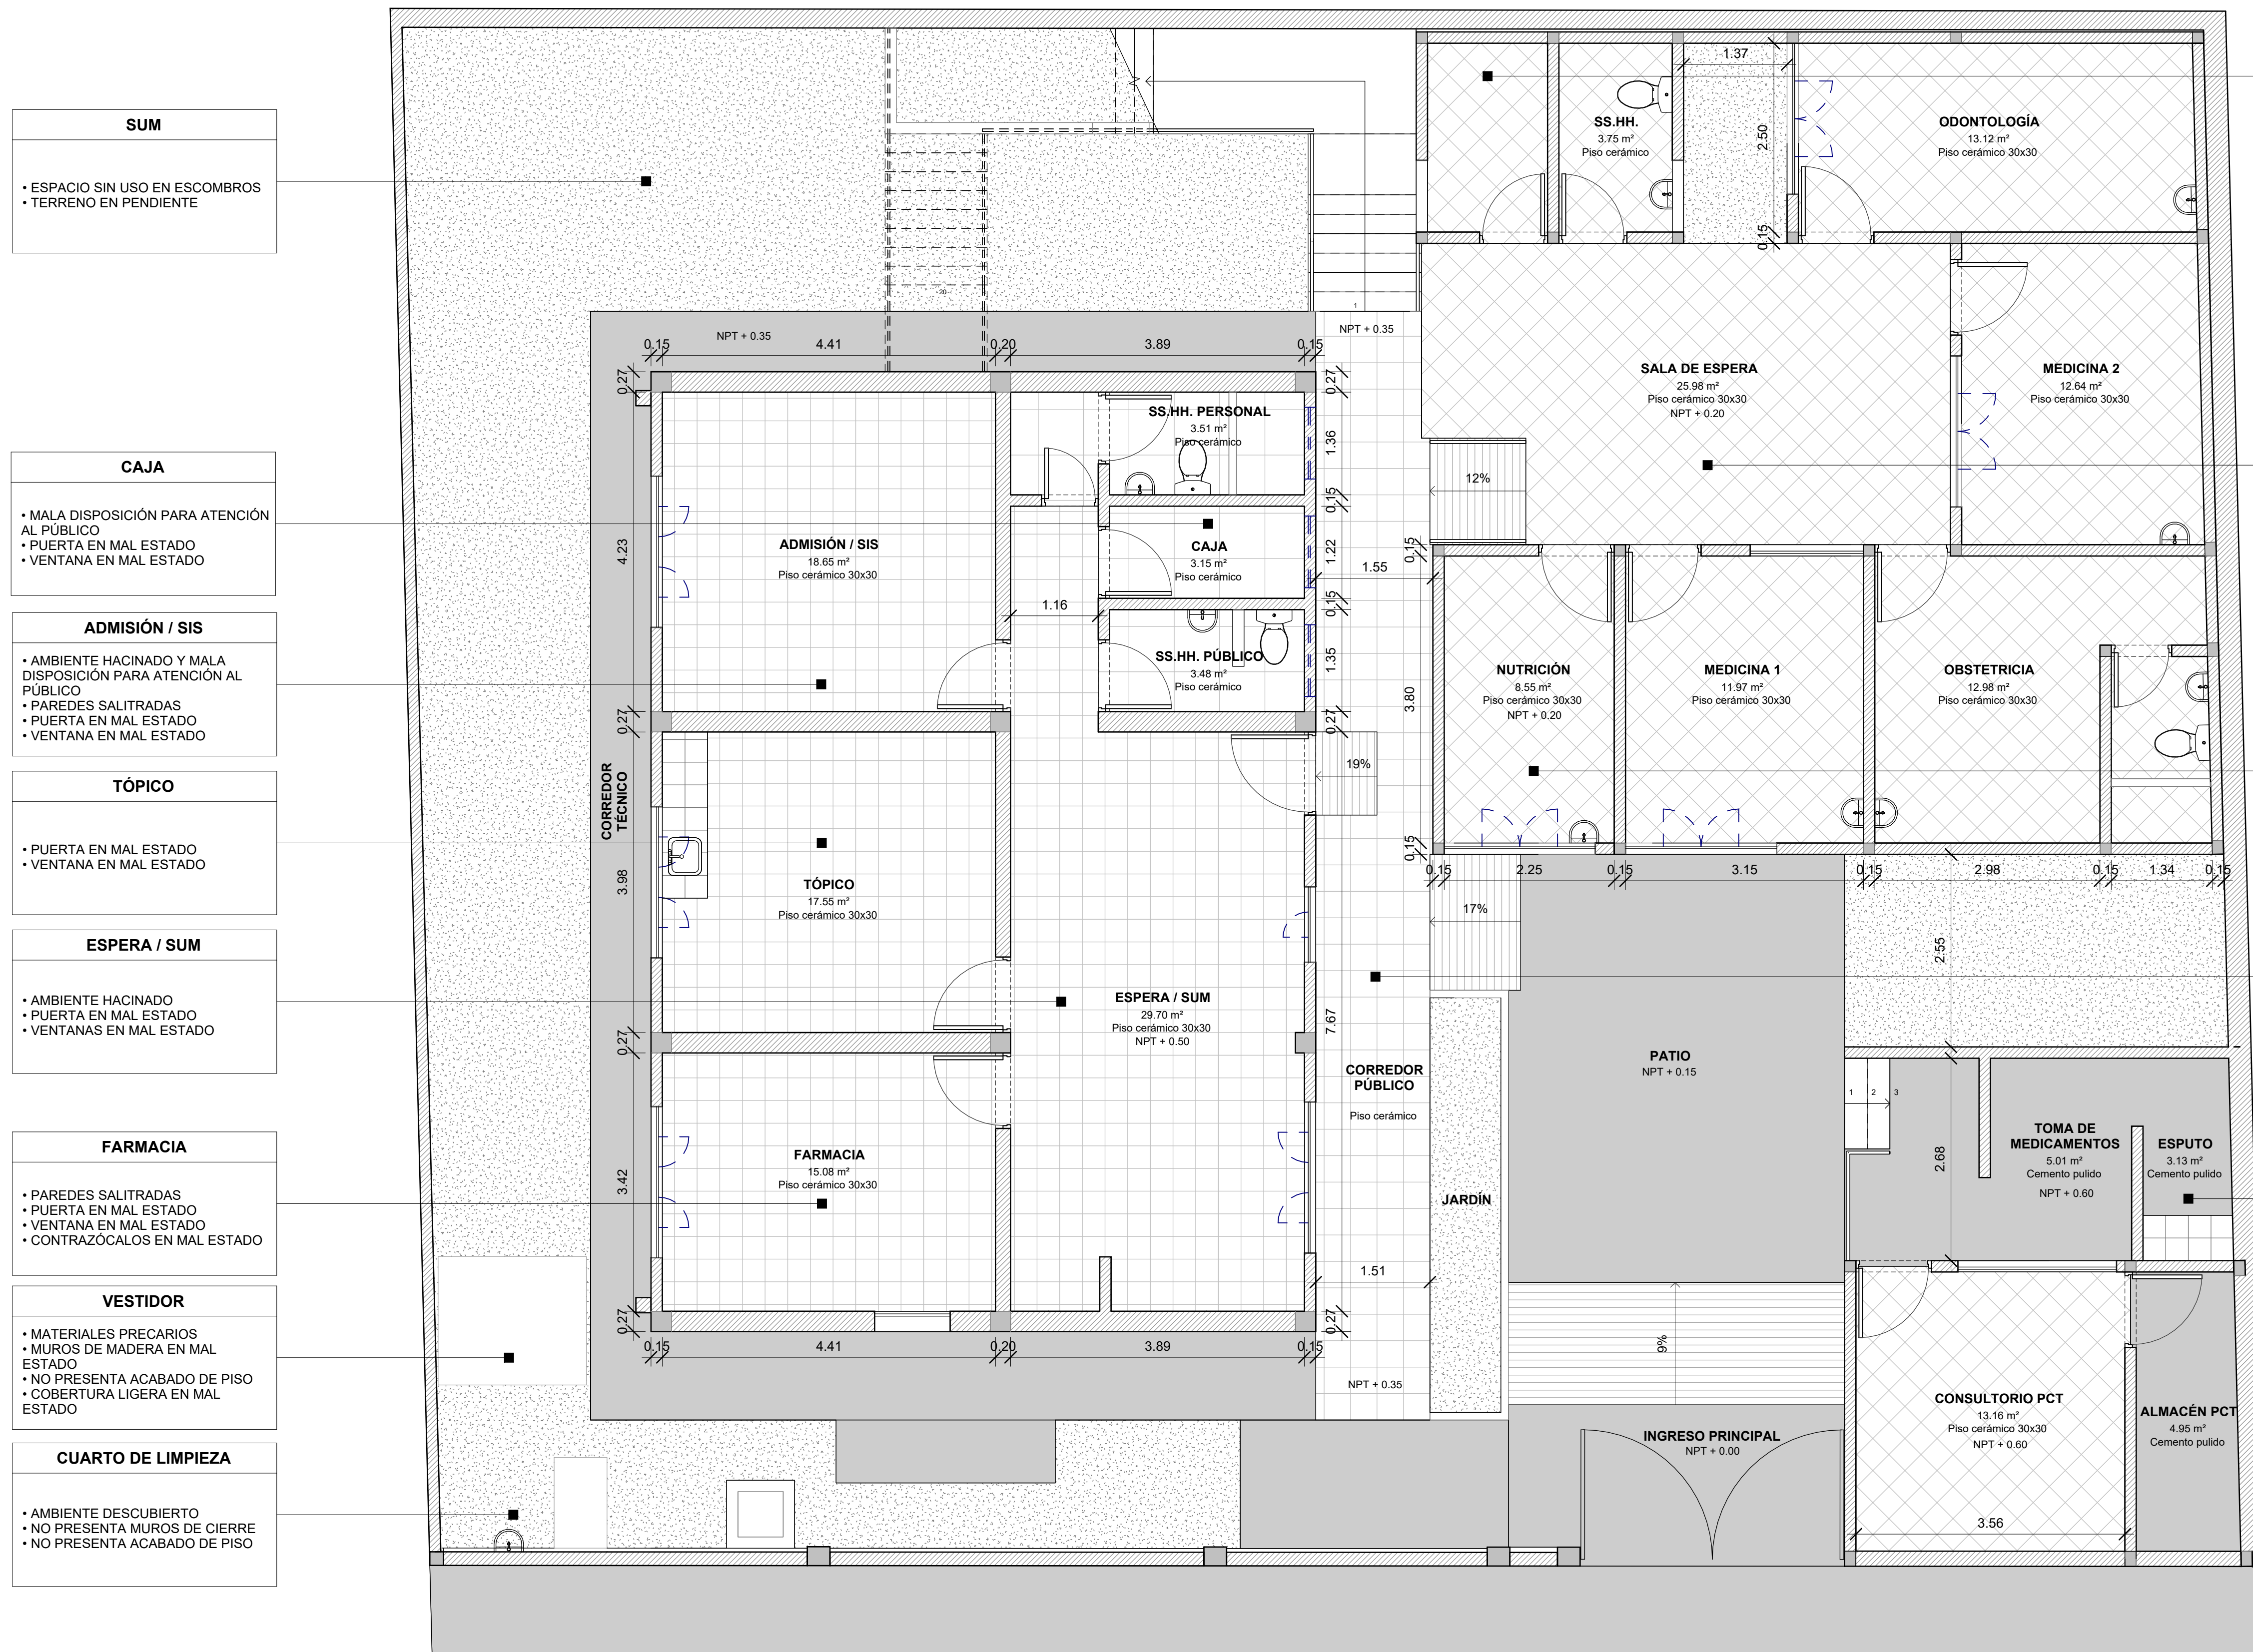 SUM
• ESPACIO SIN USO EN ESCOMBROS
• TERRENO EN PENDIENTE
CAJA
• MALA DISPOSICIÓN PARA ATENCIÓN
AL PÚBLICO
• PUERTA EN MAL ESTADO
• VENTANA EN MAL ESTADO
ADMISIÓN / SIS
• AMBIENTE HACINADO Y MALA
DISPOSICIÓN PARA ATENCIÓN AL
PÚBLICO
• PAREDES SALITRADAS
• PUERTA EN MAL ESTADO
• VENTANA EN MAL ESTADO
TÓPICO
• PUERTA EN MAL ESTADO
• VENTANA EN MAL ESTADO
ESPERA / SUM
• AMBIENTE HACINADO
• PUERTA EN MAL ESTADO
• VENTANAS EN MAL ESTADO
FARMACIA
• PAREDES SALITRADAS
• PUERTA EN MAL ESTADO
• VENTANA EN MAL ESTADO
• CONTRAZÓCALOS EN MAL ESTADO
VESTIDOR
• MATERIALES PRECARIOS
• MUROS DE MADERA EN MAL
ESTADO
• NO PRESENTA ACABADO DE PISO
• COBERTURA LIGERA EN MAL
ESTADO
CUARTO DE LIMPIEZA
• AMBIENTE DESCUBIERTO
• NO PRESENTA MUROS DE CIERRE
• NO PRESENTA ACABADO DE PISO
20
1
NPT + 0.35
NPT + 0.35
0.15
4.41
0.20
3.89
0.15
0.27
4.23
0.27
CORREDOR
TÉCNICO
3.98
0.27
3.42
0.27
ADMISIÓN / SIS
18.65 m²
Piso cerámico 30x30
SS.HH. PERSONAL
3.51 m²
Piso cerámico
CAJA
3.15 m²
Piso cerámico
1.16
SS.HH. PÚBLICO
3.48 m²
Piso cerámico
0.27
1.36
0.15
1.22
0.15
1.35
0.27
7.67
0.27
1.55
19%
TÓPICO
17.55 m²
Piso cerámico 30x30
ESPERA / SUM
29.70 m²
Piso cerámico 30x30
NPT + 0.50
FARMACIA
15.08 m²
Piso cerámico 30x30
0.15
4.41
0.20
3.89
0.15
CORREDOR
PÚBLICO
Piso cerámico
1.51
NPT + 0.35
JARDÍN
SS.HH.
3.75 m²
Piso cerámico
1.37
2.50
0.15
ODONTOLOGÍA
13.12 m²
Piso cerámico 30x30
SALA DE ESPERA
25.98 m²
Piso cerámico 30x30
NPT + 0.20
MEDICINA 2
12.64 m²
Piso cerámico 30x30
12%
0.15
3.80
0.15
NUTRICIÓN
8.55 m²
Piso cerámico 30x30
NPT + 0.20
MEDICINA 1
11.97 m²
Piso cerámico 30x30
OBSTETRICIA
12.98 m²
Piso cerámico 30x30
0.15
2.25
0.15
3.15
0.15
2.98
0.15
1.34
0.15
17%
2.55
PATIO
NPT + 0.15
1
2
3
2.68
TOMA DE
MEDICAMENTOS
5.01 m²
Cemento pulido
NPT + 0.60
ESPUTO
3.13 m²
Cemento pulido
9%
INGRESO PRINCIPAL
NPT + 0.00
CONSULTORIO PCT
13.16 m²
Piso cerámico 30x30
NPT + 0.60
3.56
ALMACÉN PCT
4.95 m²
Cemento pulido